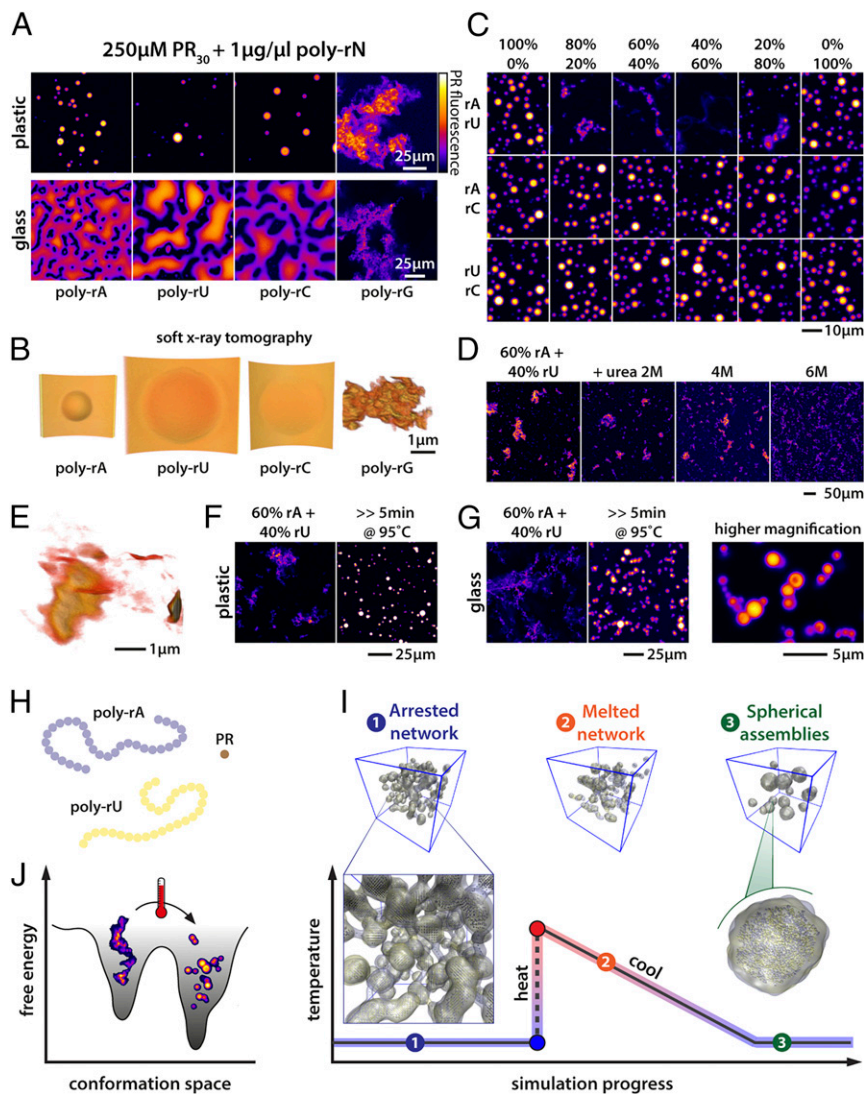 A
250μM PR30 + 1μg/μl poly-rN
plastic
25μm
PR fluorescence
glass
25μm
poly-rA poly-rU poly-rC poly-rG
B
soft x-ray tomography
1μm
poly-rA poly-rU poly-rC poly-rG
C
100% 80% 60% 40% 20% 0%
0% 20% 40% 60% 80% 100%
rA
rU
rA
rC
rU
rC
10μm
D
60% rA +
40% rU
+ urea 2M
4M
6M
50μm
E
1μm
F
60% rA +
40% rU
>> 5min
@ 95˚C
plastic
25μm
G
60% rA +
40% rU
>> 5min
@ 95˚C
higher magnification
glass
25μm
5μm
H
poly-rA
PR
poly-rU
I
1 Arrested
network
2 Melted
network
3 Spherical
assemblies
temperature
heat
cool
1
2
3
simulation progress
J
free energy
conformation space